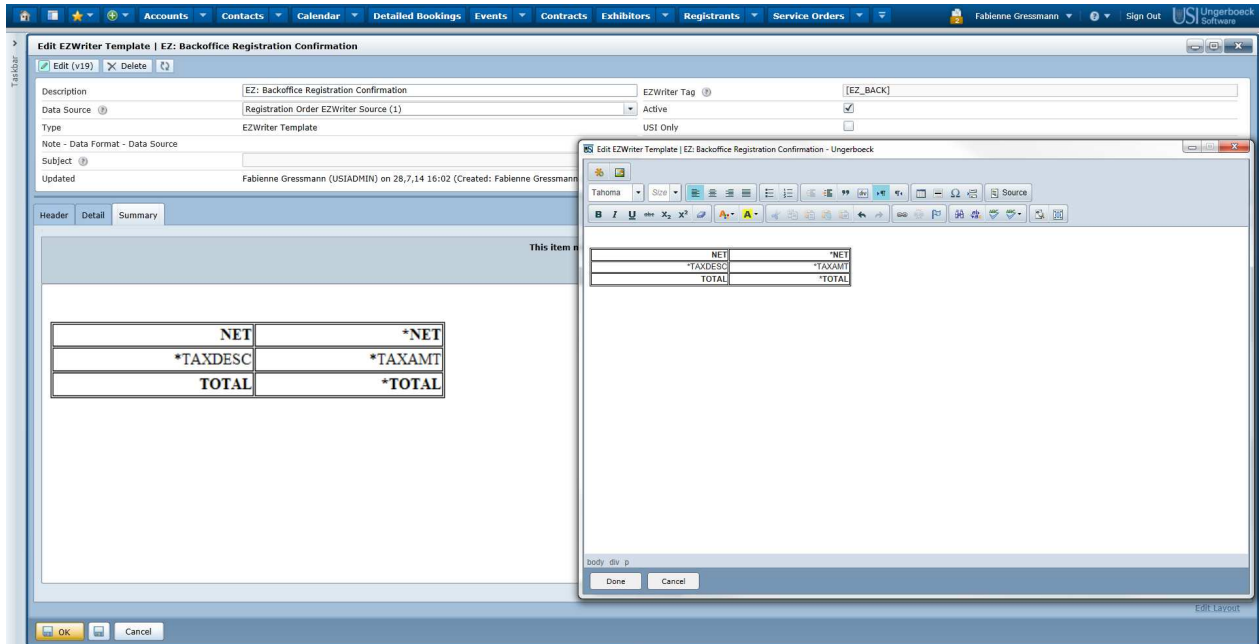 Accounts Contacts Calendar Detailed Bookings Events Contracts Exhibitors Registrants Service Orders 2 Fabienne Gressmann Sign Out USI Ungerboeck Software
Taskbar
Edit EZWriter Template | EZ: Backoffice Registration Confirmation
Edit (v19) Delete
Description EZ: Backoffice Registration Confirmation EZWriter Tag [EZ_BACK]
Data Source Registration Order EZWriter Source (1) Active
Type EZWriter Template USI Only
Note - Data Format - Data Source
Subject
Updated Fabienne Gressmann (USIADMIN) on 28,7,14 16:02 (Created: Fabienne Gressmann
Header Detail Summary
This item n
NET *NET
*TAXDESC *TAXAMT
TOTAL *TOTAL
Edit EZWriter Template | EZ: Backoffice Registration Confirmation - Ungerboeck
Tahoma Size Source
B I U abc X₂ X² A A
NET *NET
*TAXDESC *TAXAMT
TOTAL *TOTAL
body div p
Done Cancel
Edit Layout
OK Cancel